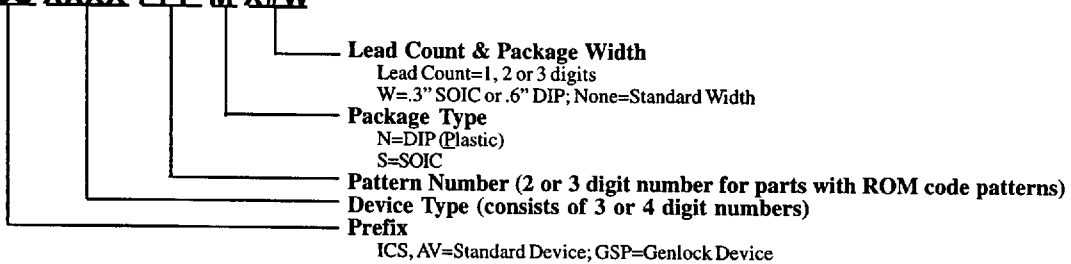 Lead Count & Package Width
Lead Count=1, 2 or 3 digits
W=.3" SOIC or .6" DIP; None=Standard Width
Package Type
N=DIP (Plastic)
S=SOIC
Pattern Number (2 or 3 digit number for parts with ROM code patterns)
Device Type (consists of 3 or 4 digit numbers)
Prefix
ICS, AV=Standard Device; GSP=Genlock Device